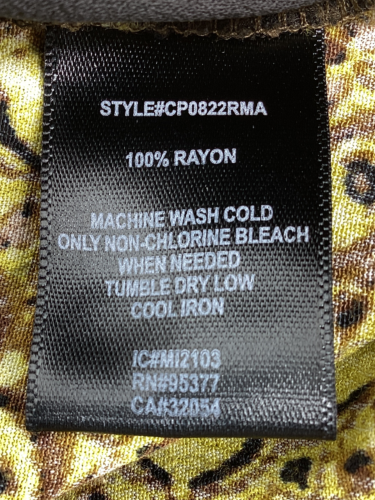 STYLE#CP0822RMA
100% RAYON
MACHINE WASH COLD
ONLY NON-CHLORINE BLEACH
WHEN NEEDED
TUMBLE DRY LOW
COOL IRON
IC#MI2103
RN#95377
CA#32054